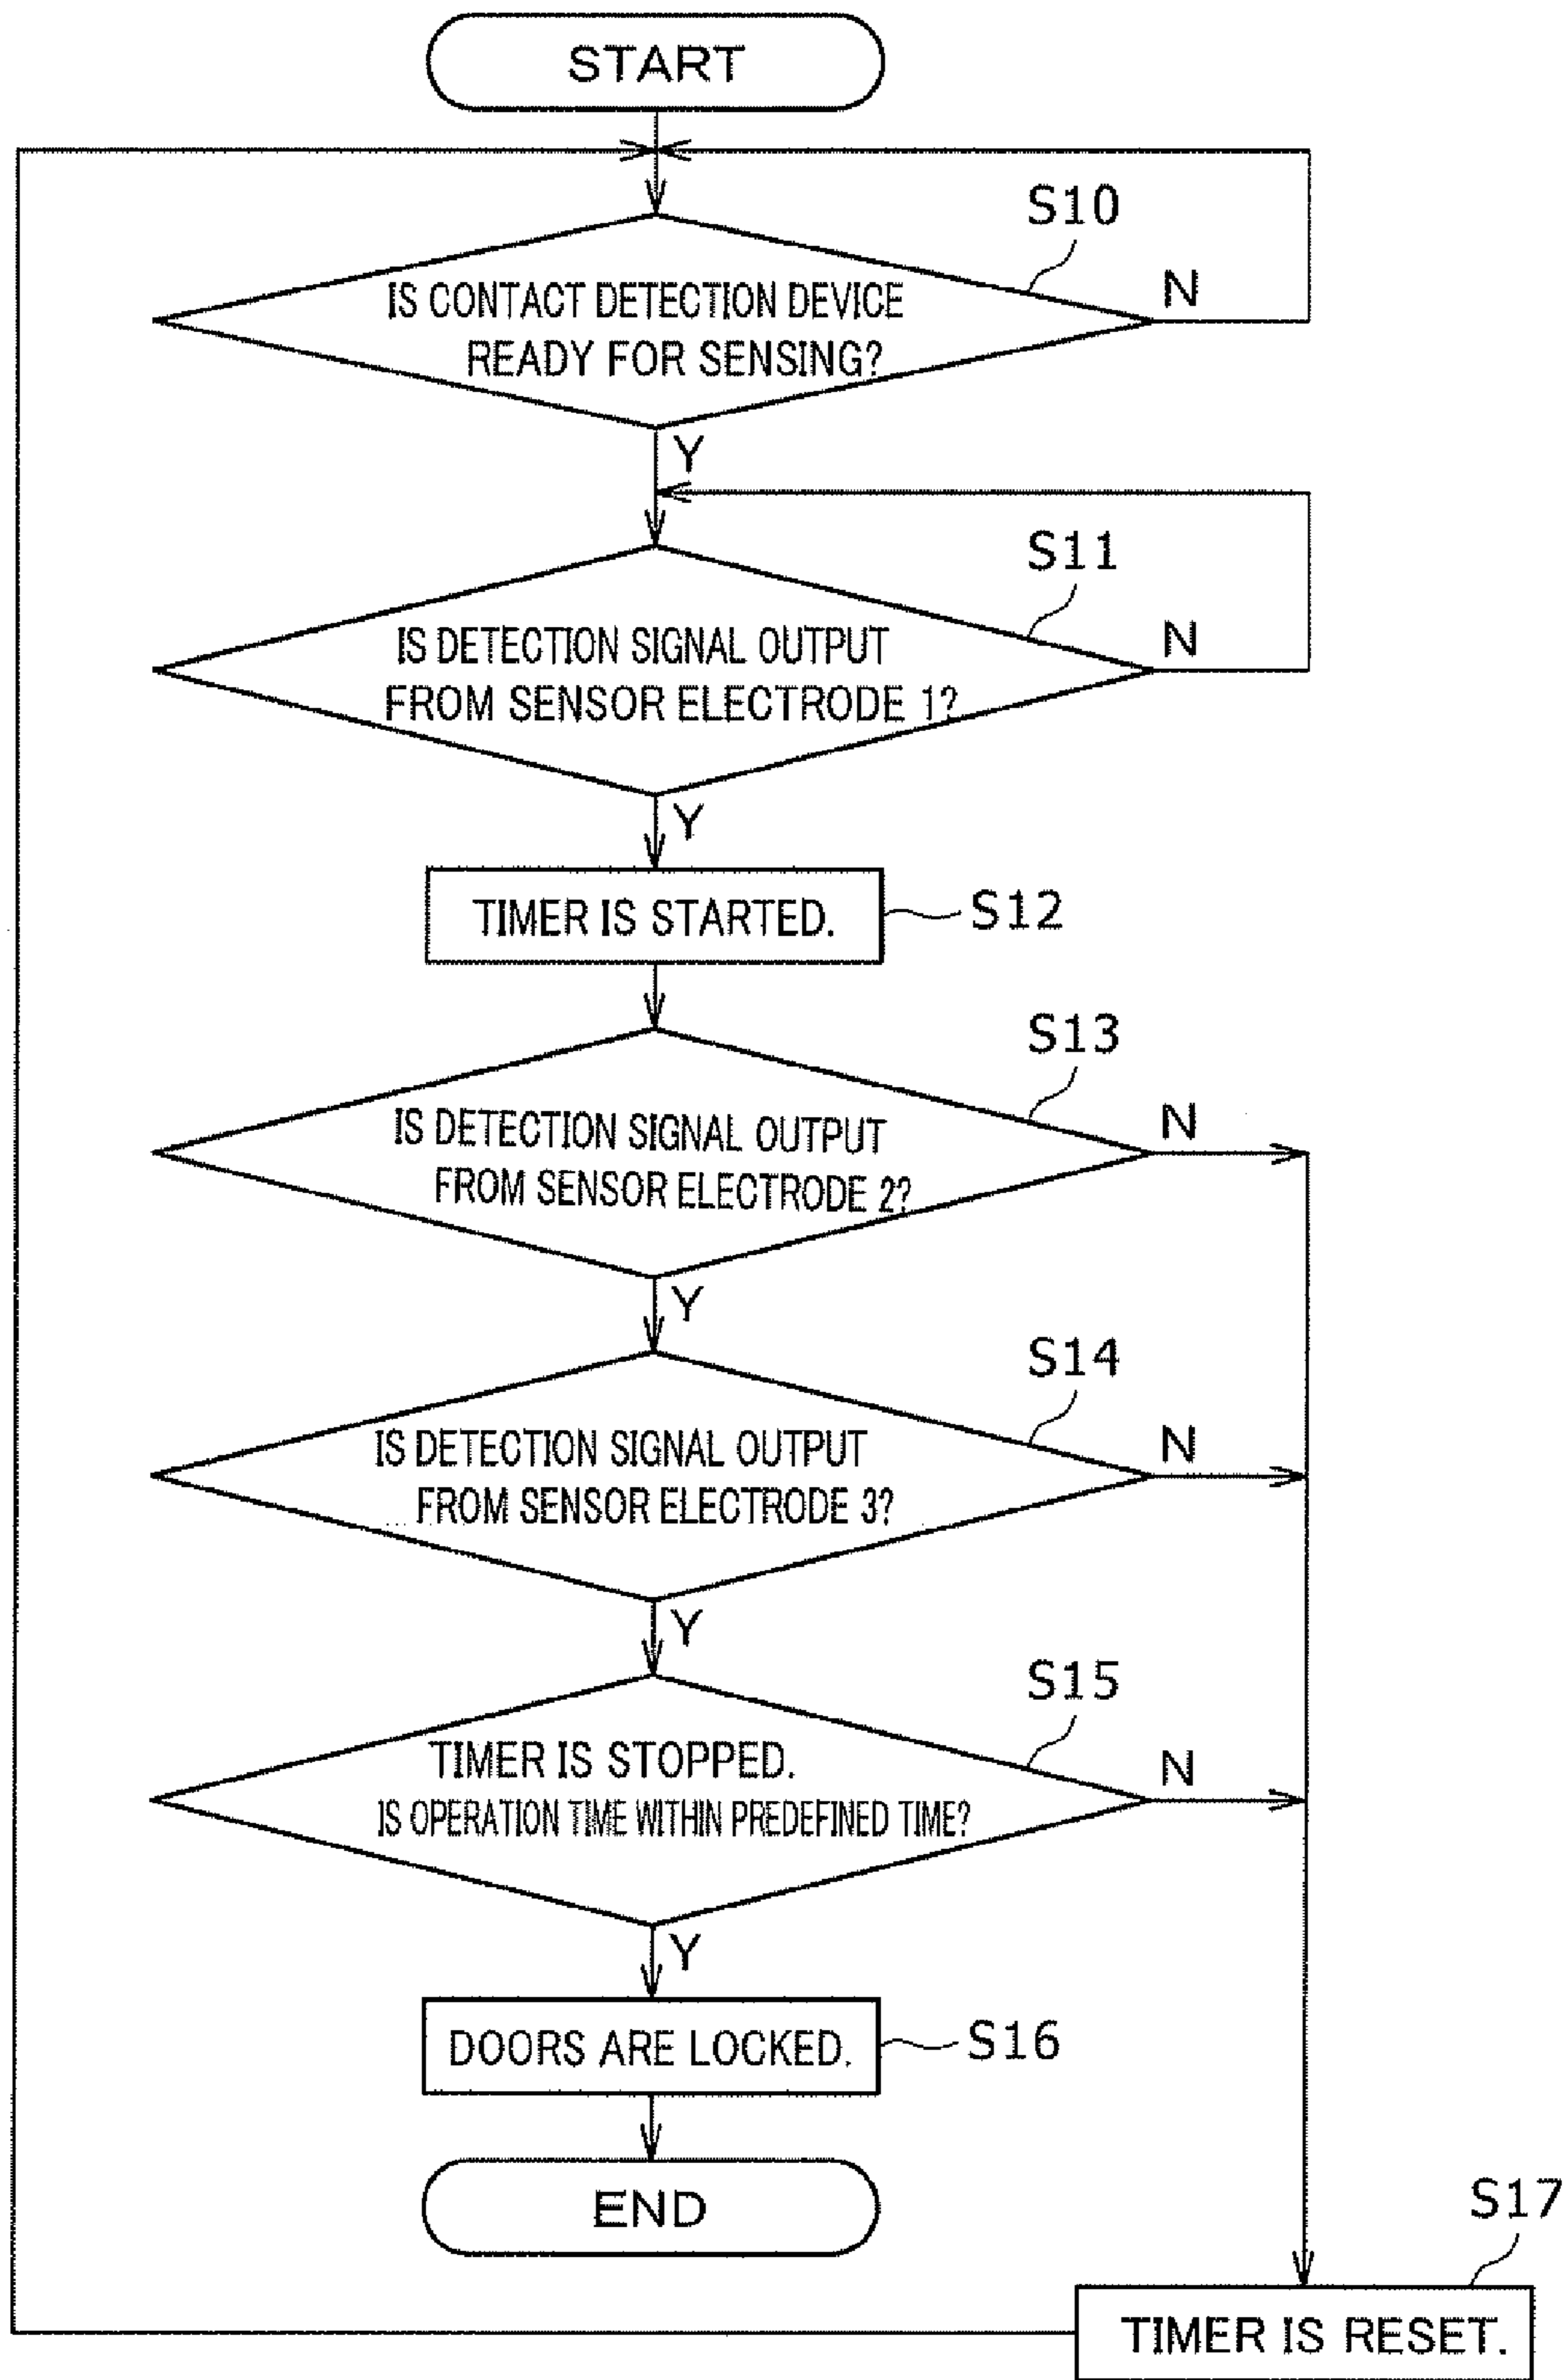 START
S10
IS CONTACT DETECTION DEVICE
READY FOR SENSING?
N
Y
S11
IS DETECTION SIGNAL OUTPUT
FROM SENSOR ELECTRODE 1?
N
Y
TIMER IS STARTED.
S12
S13
IS DETECTION SIGNAL OUTPUT
FROM SENSOR ELECTRODE 2?
N
Y
S14
IS DETECTION SIGNAL OUTPUT
FROM SENSOR ELECTRODE 3?
N
Y
S15
TIMER IS STOPPED.
IS OPERATION TIME WITHIN PREDEFINED TIME?
N
Y
DOORS ARE LOCKED.
S16
END
S17
TIMER IS RESET.